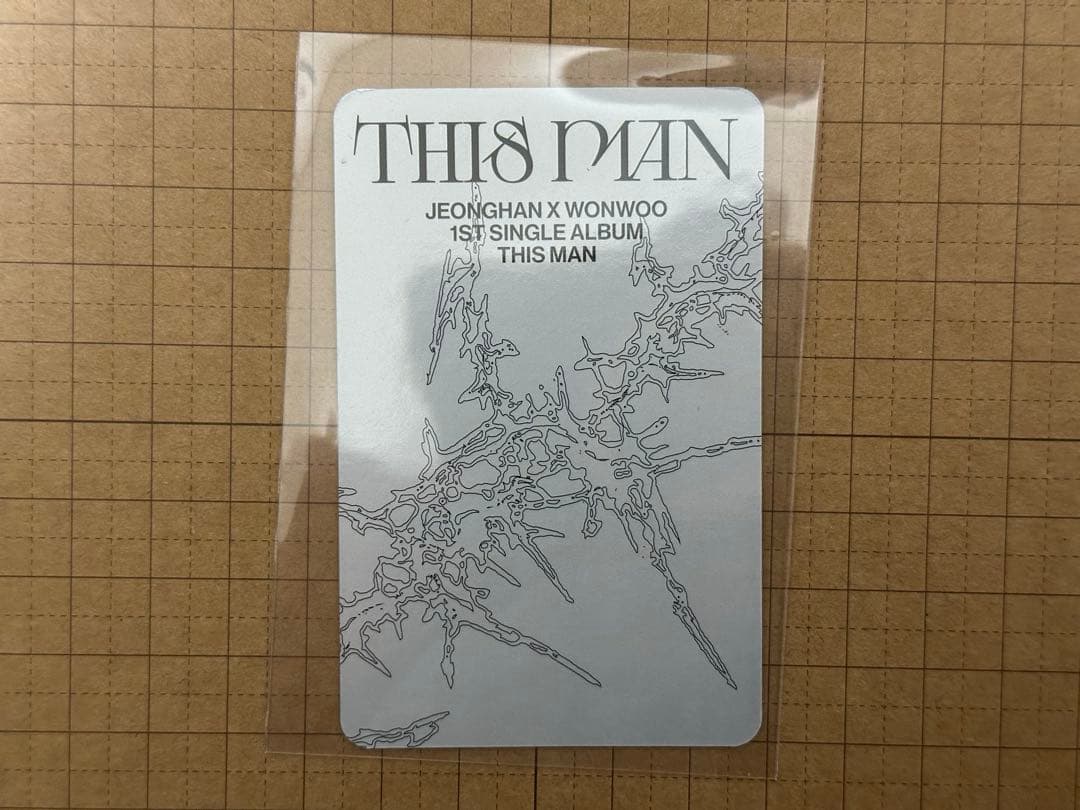 THIS MAN
JEONGHAN X WONWOO
1ST SINGLE ALBUM
THIS MAN